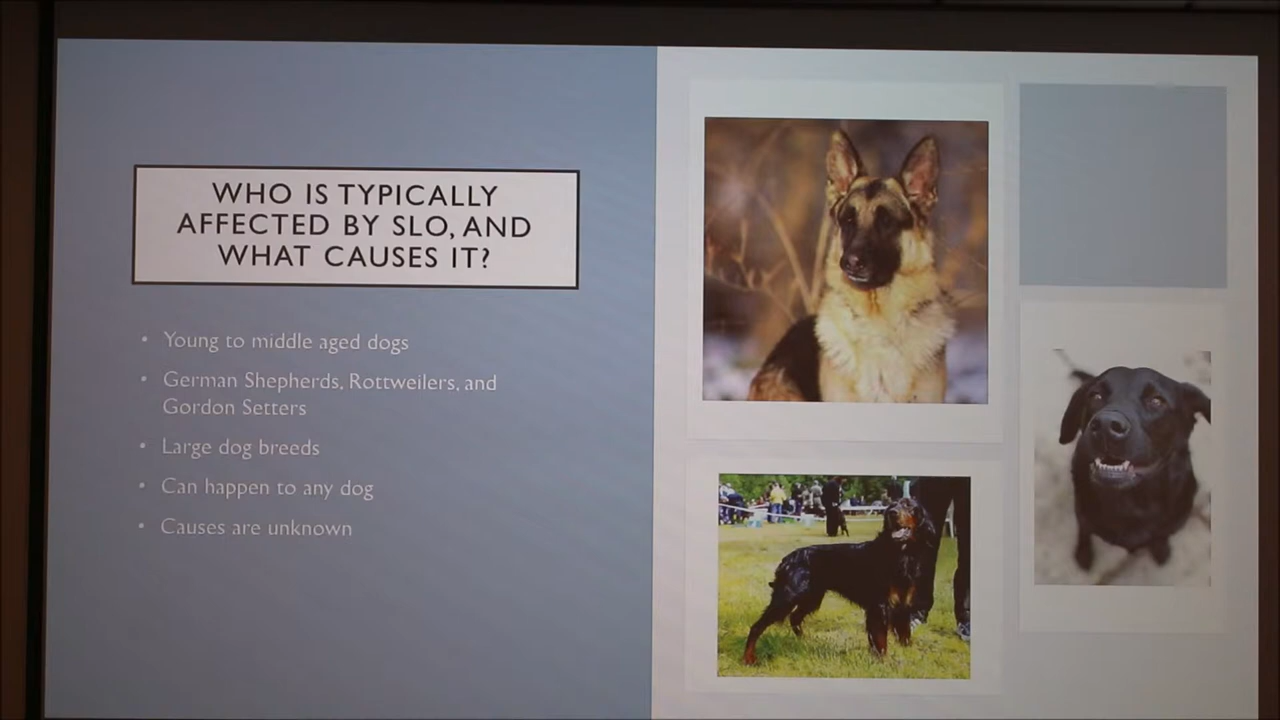 WHO IS TYPICALLY
AFFECTED BY SLO, AND
WHAT CAUSES IT?
• Young to middle aged dogs
• German Shepherds, Rottweilers, and
Gordon Setters
• Large dog breeds
• Can happen to any dog
• Causes are unknown